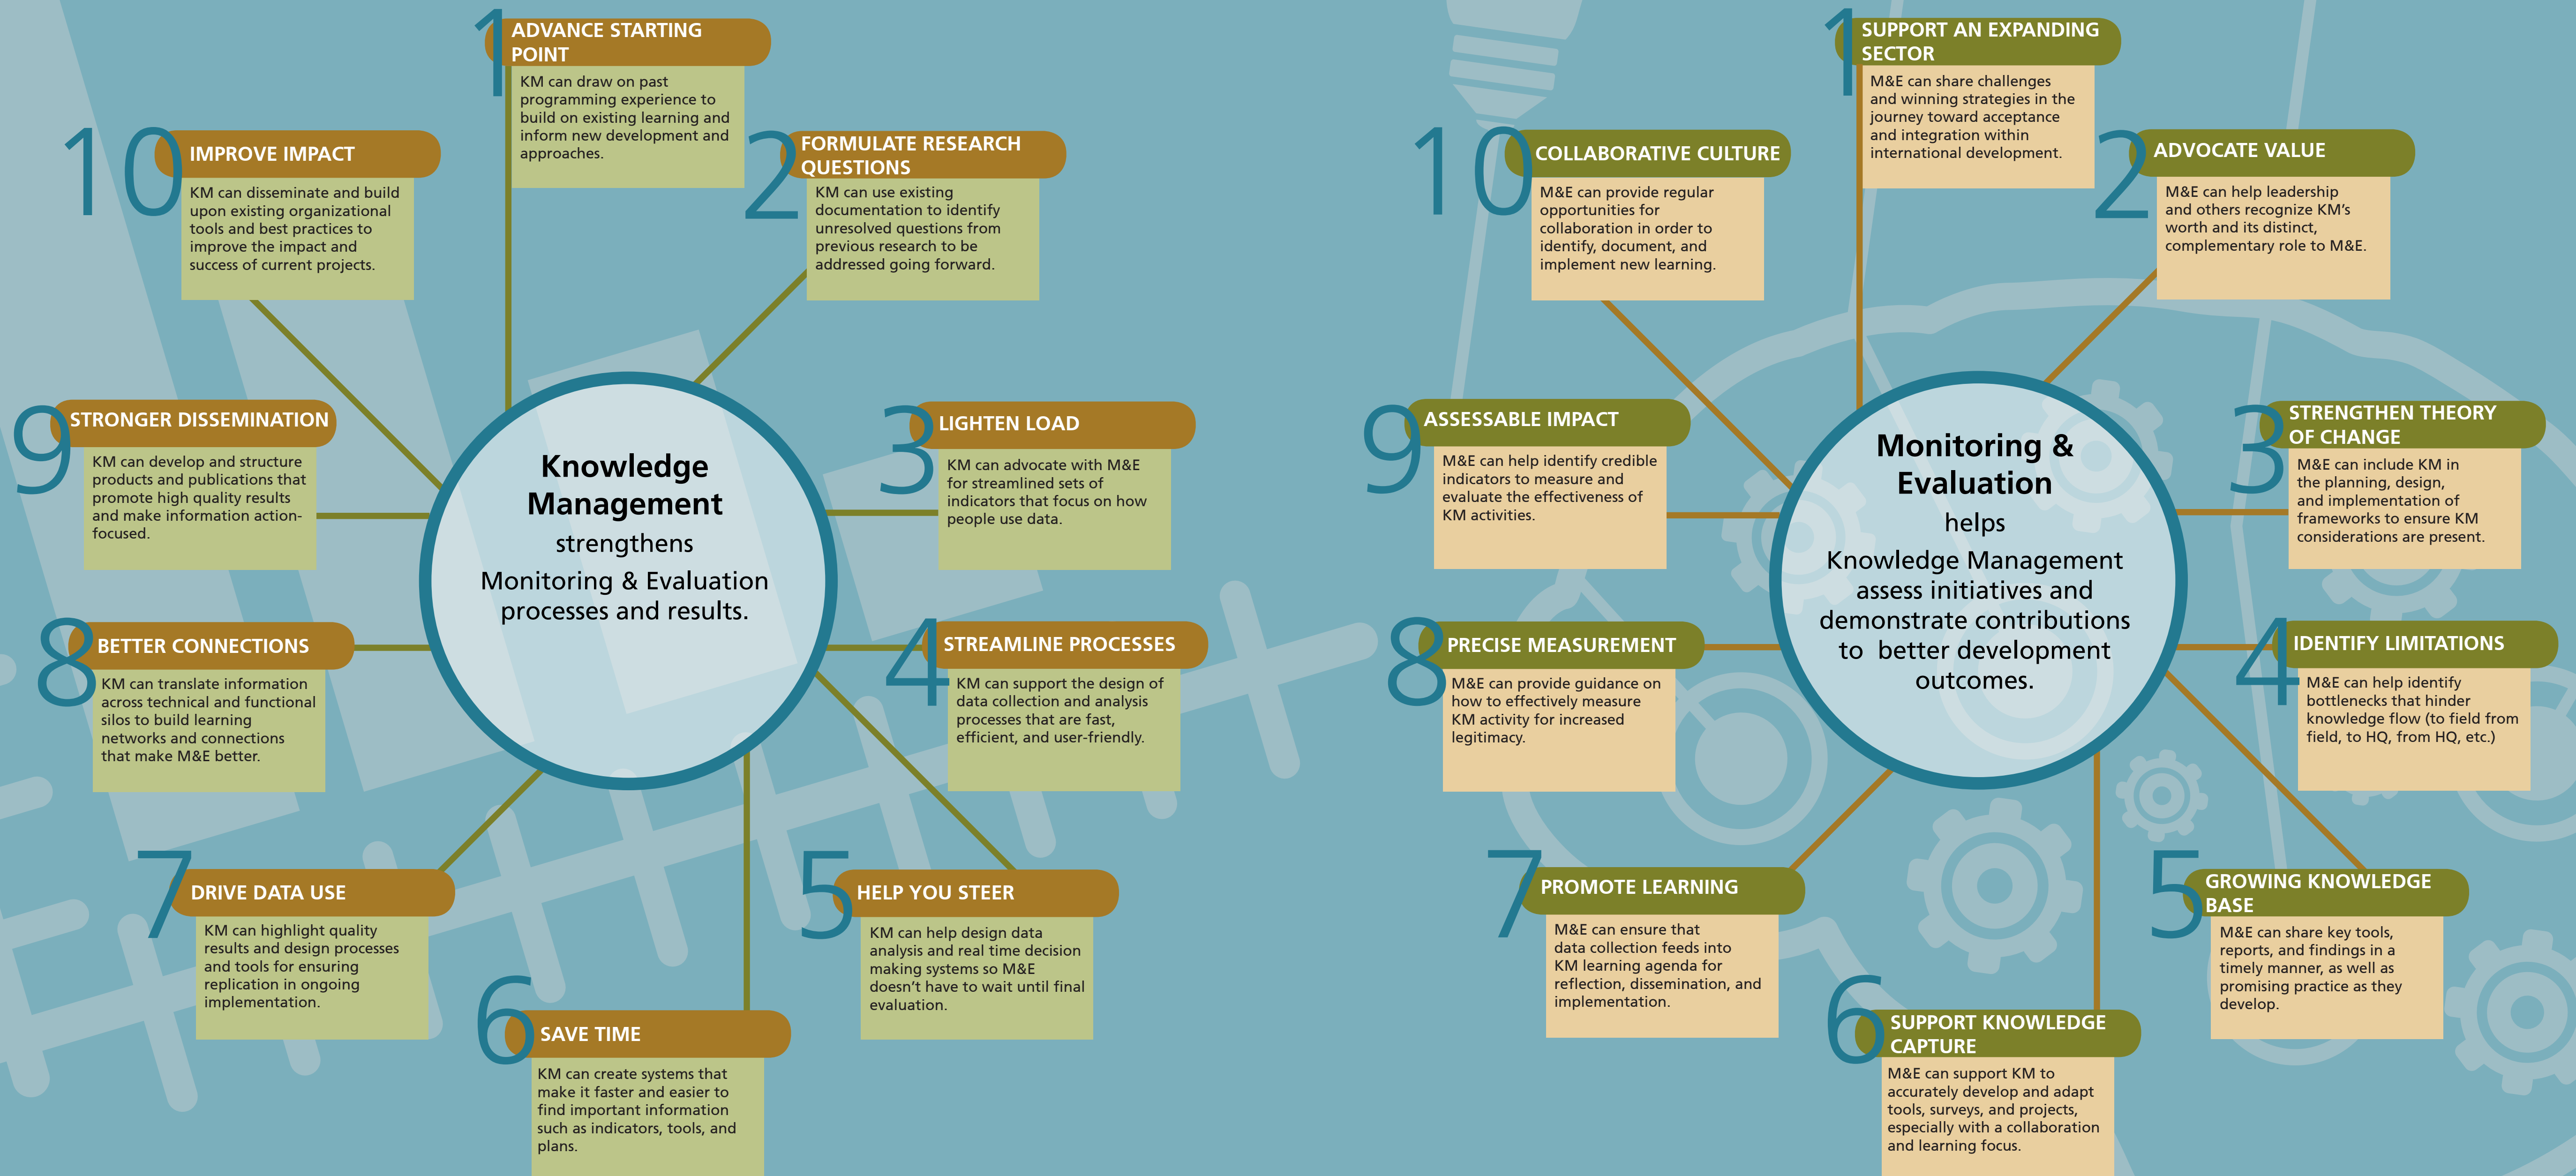 Knowledge
Management
strengthens
Monitoring & Evaluation
processes and results.
1
ADVANCE STARTING
POINT
KM can draw on past
programming experience to
build on existing learning and
inform new development and
approaches.
2
FORMULATE RESEARCH
QUESTIONS
KM can use existing
documentation to identify
unresolved questions from
previous research to be
addressed going forward.
3
LIGHTEN LOAD
KM can advocate with M&E
for streamlined sets of
indicators that focus on how
people use data.
4
STREAMLINE PROCESSES
KM can support the design of
data collection and analysis
processes that are fast,
efficient, and user-friendly.
5
HELP YOU STEER
KM can help design data
analysis and real time decision
making systems so M&E
doesn’t have to wait until final
evaluation.
6
SAVE TIME
KM can create systems that
make it faster and easier to
find important information
such as indicators, tools, and
plans.
7
DRIVE DATA USE
KM can highlight quality
results and design processes
and tools for ensuring
replication in ongoing
implementation.
8
BETTER CONNECTIONS
KM can translate information
across technical and functional
silos to build learning
networks and connections
that make M&E better.
9
STRONGER DISSEMINATION
KM can develop and structure
products and publications that
promote high quality results
and make information action-
focused.
10
IMPROVE IMPACT
KM can disseminate and build
upon existing organizational
tools and best practices to
improve the impact and
success of current projects.
Monitoring &
Evaluation
helps
Knowledge Management
assess initiatives and
demonstrate contributions
to better development
outcomes.
1
SUPPORT AN EXPANDING
SECTOR
M&E can share challenges
and winning strategies in the
journey toward acceptance
and integration within
international development.
2
ADVOCATE VALUE
M&E can help leadership
and others recognize KM’s
worth and its distinct,
complementary role to M&E.
3
STRENGTHEN THEORY
OF CHANGE
M&E can include KM in
the planning, design,
and implementation of
frameworks to ensure KM
considerations are present.
4
IDENTIFY LIMITATIONS
M&E can help identify
bottlenecks that hinder
knowledge flow (to field from
field, to HQ, from HQ, etc.)
5
GROWING KNOWLEDGE
BASE
M&E can share key tools,
reports, and findings in a
timely manner, as well as
promising practice as they
develop.
6
SUPPORT KNOWLEDGE
CAPTURE
M&E can support KM to
accurately develop and adapt
tools, surveys, and projects,
especially with a collaboration
and learning focus.
7
PROMOTE LEARNING
M&E can ensure that
data collection feeds into
KM learning agenda for
reflection, dissemination, and
implementation.
8
PRECISE MEASUREMENT
M&E can provide guidance on
how to effectively measure
KM activity for increased
legitimacy.
9
ASSESSABLE IMPACT
M&E can help identify credible
indicators to measure and
evaluate the effectiveness of
KM activities.
10
COLLABORATIVE CULTURE
M&E can provide regular
opportunities for
collaboration in order to
identify, document, and
implement new learning.